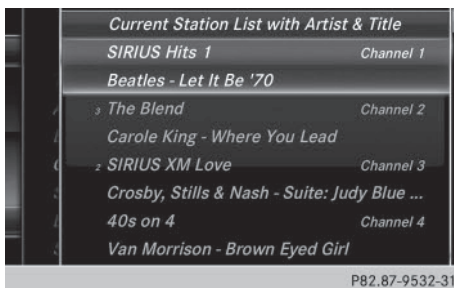 Current Station List with Artist & Title
SIRIUS Hits 1 Channel 1
Beatles - Let It Be '70
3 The Blend Channel 2
Carole King - Where You Lead
2 SIRIUS XM Love Channel 3
Crosby, Stills & Nash - Suite: Judy Blue ...
40s on 4 Channel 4
Van Morrison - Brown Eyed Girl
P82.87-9532-31